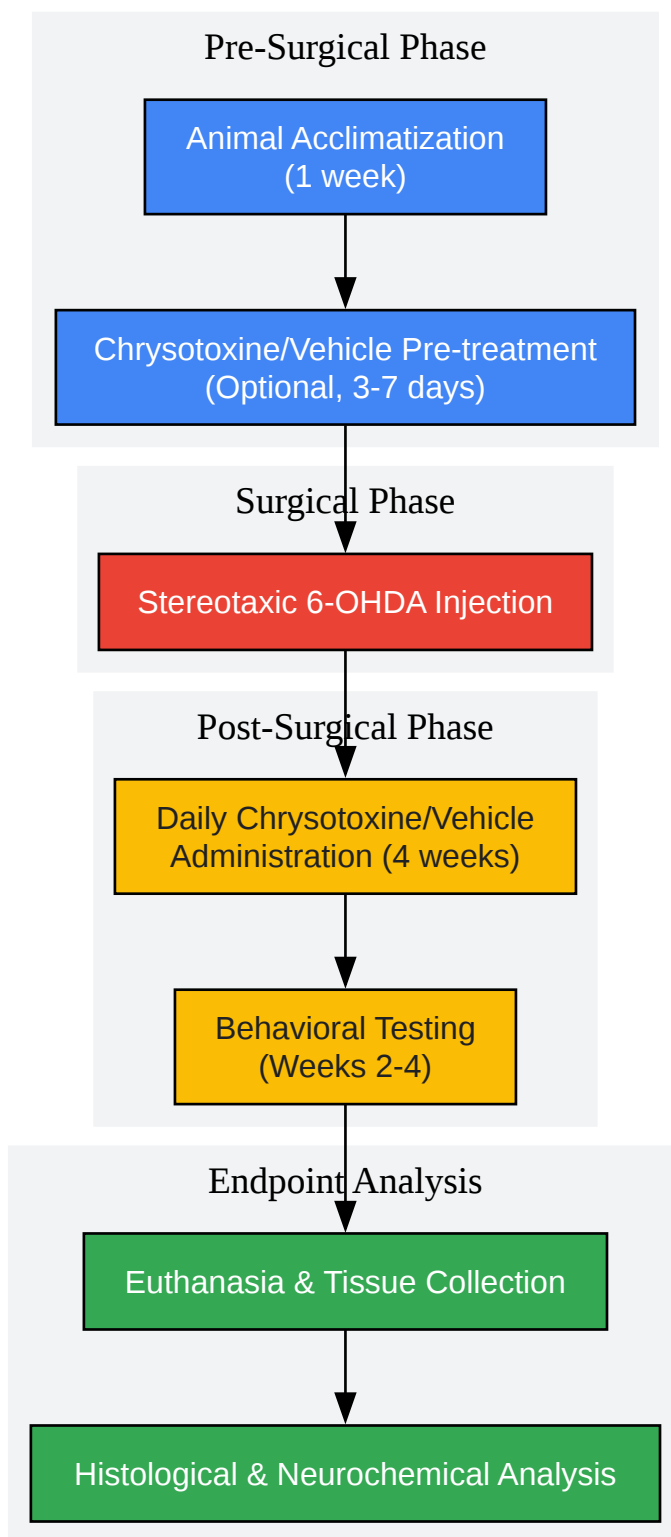 Pre-Surgical Phase
Animal Acclimatization
(1 week)
Chrysotoxine/Vehicle Pre-treatment
(Optional, 3-7 days)
Surgical Phase
Stereotaxic 6-OHDA Injection
Post-Surgical Phase
Daily Chrysotoxine/Vehicle
Administration (4 weeks)
Behavioral Testing
(Weeks 2-4)
Endpoint Analysis
Euthanasia & Tissue Collection
Histological & Neurochemical Analysis